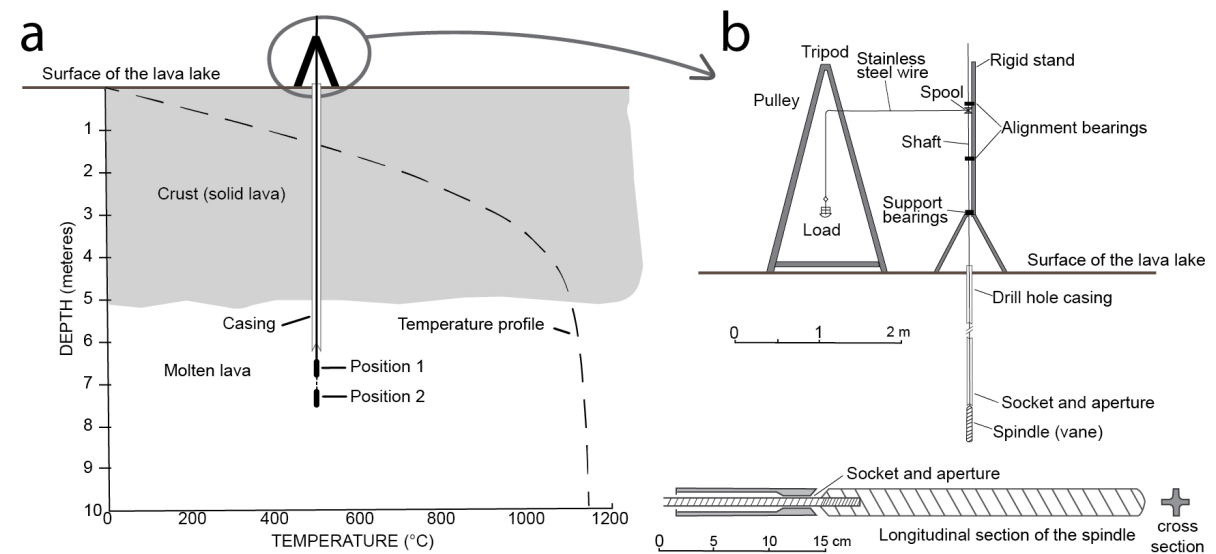 a
Surface of the lava lake
1
2
Crust (solid lava)
3
4
5
Casing
Temperature profile
6
Molten lava
Position 1
7
Position 2
8
9
10
DEPTH (meteres)
0
200
400
600
800
1000
1200
TEMPERATURE (°C)
b
Tripod
Stainless
steel wire
Rigid stand
Pulley
Spool
Alignment bearings
Shaft
Support
bearings
Load
Surface of the lava lake
Drill hole casing
0
1
2 m
Socket and aperture
Spindle (vane)
Socket and aperture
Longitudinal section of the spindle
cross
section
0
5
10
15 cm